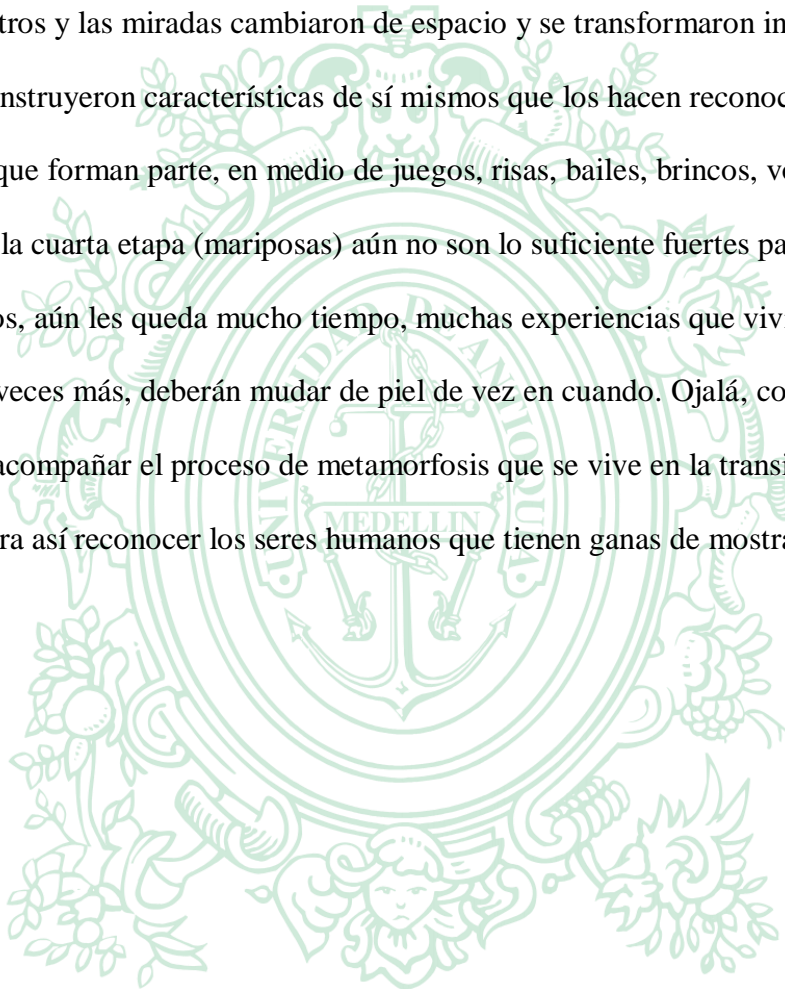 tros y las miradas cambiaron de espacio y se transformaron in
nstruyeron características de sí mismos que los hacen reconoc
que forman parte, en medio de juegos, risas, bailes, brincos, v
la cuarta etapa (mariposas) aún no son lo suficiente fuertes pa
os, aún les queda mucho tiempo, muchas experiencias que viv
veces más, deberán mudar de piel de vez en cuando. Ojalá, co
acompañar el proceso de metamorfosis que se vive en la transi
ra así reconocer los seres humanos que tienen ganas de mostra
UNIVERSIDAD DE ANTIOQUIA
MEDELLIN